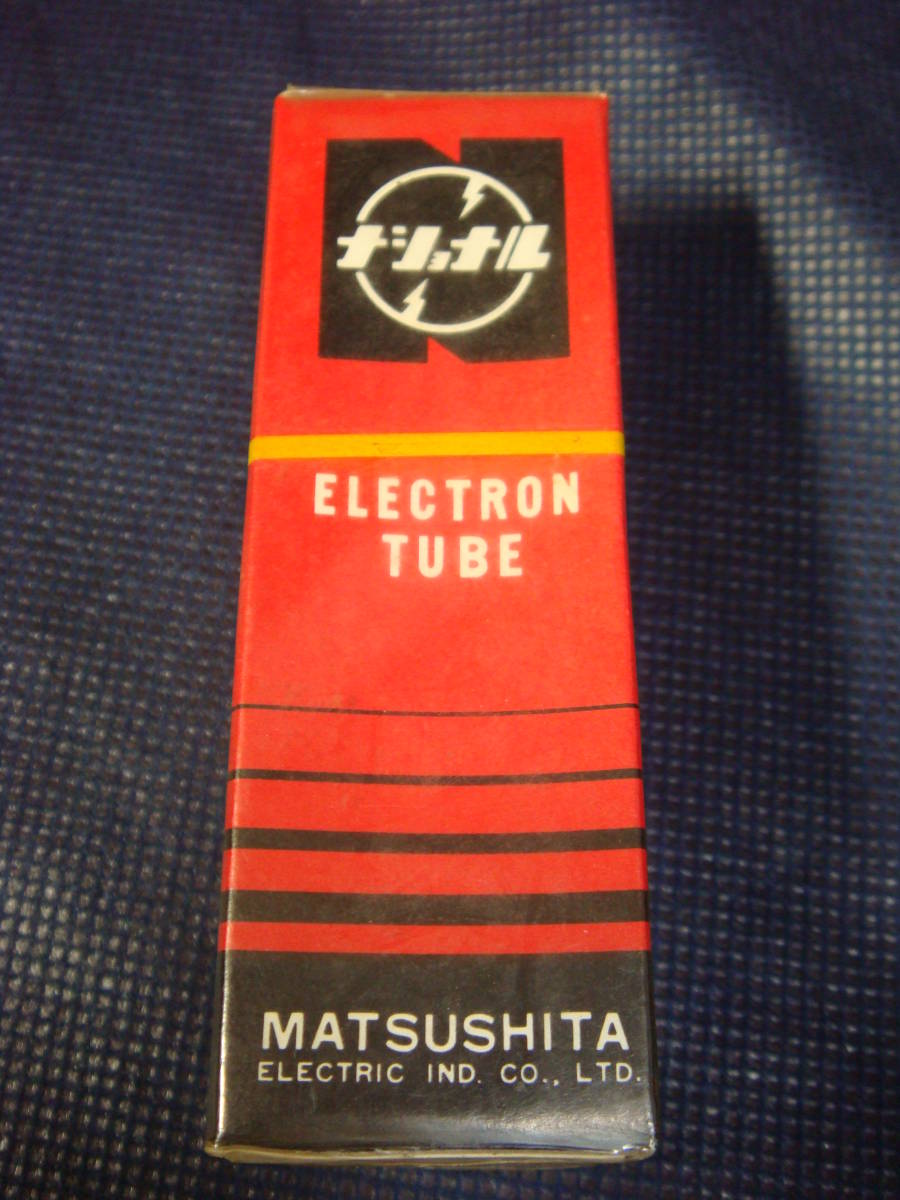 ナショナル
ELECTRON
TUBE
MATSUSHITA
ELECTRIC IND. CO., LTD.